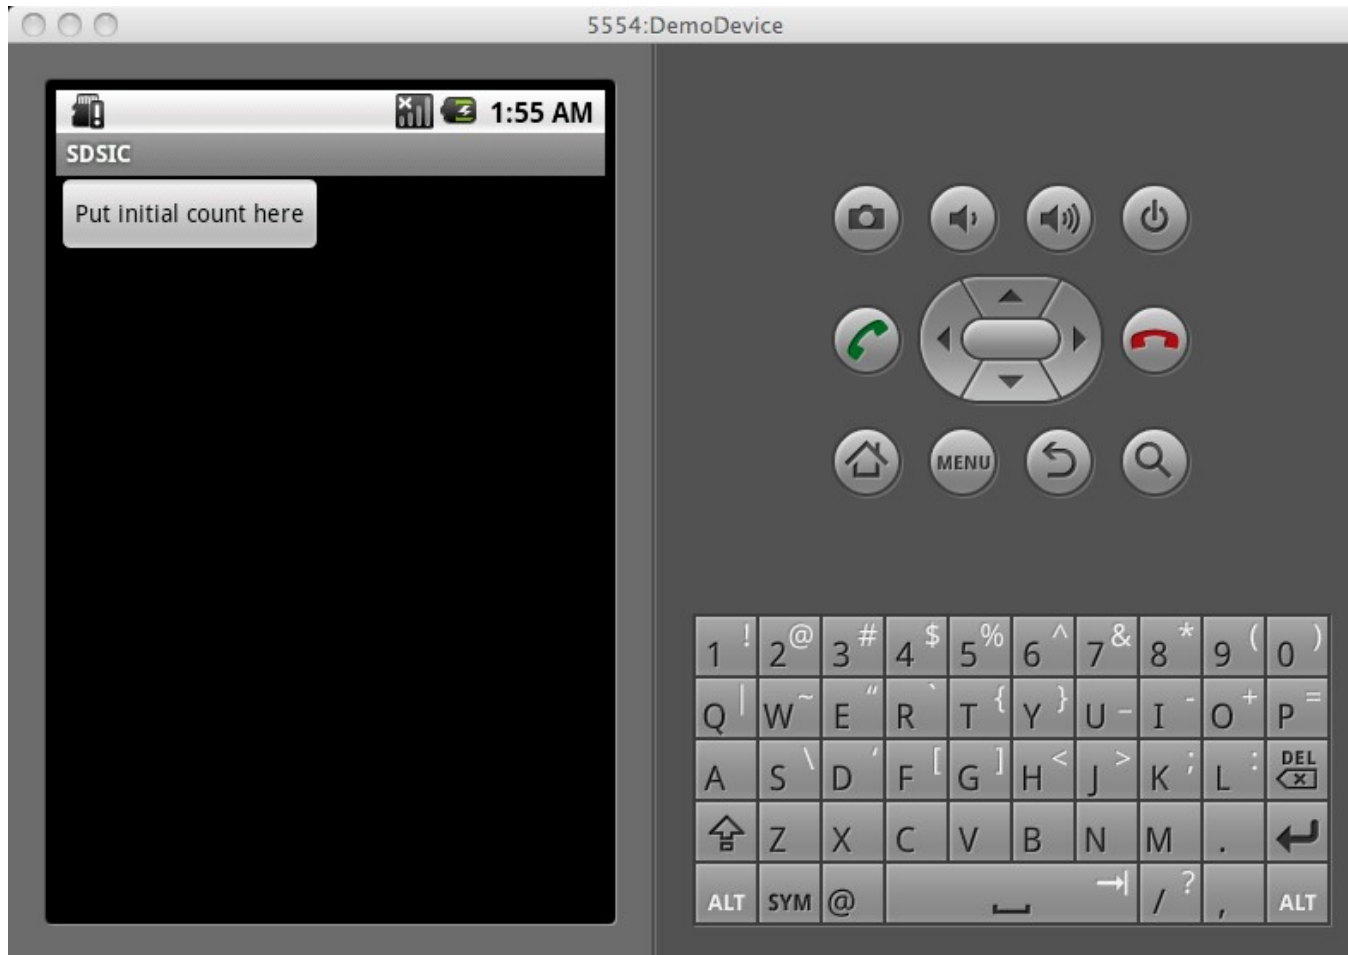 5554:DemoDevice
1:55 AM
SDSIC
Put initial count here
MENU
1 ! 2 @ 3 # 4 $ 5 % 6 ^ 7 & 8 * 9 ( 0 )
Q | W ~ E “ R ` T { Y } U _ I - O + P =
A S \ D ‘ F [ G ] H < J > K ; L : DEL
Z X C V B N M .
ALT SYM @ / ? , ALT